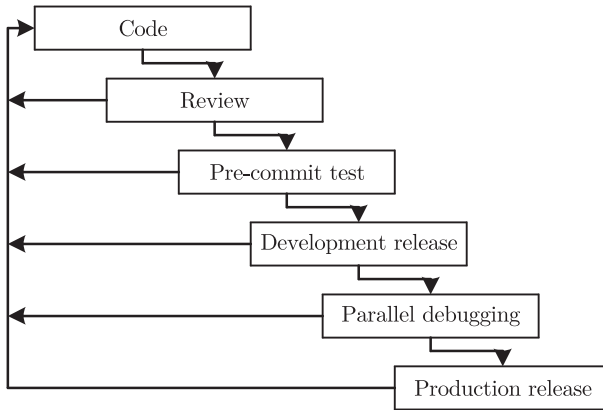 Code
Review
Pre-commit test
Development release
Parallel debugging
Production release